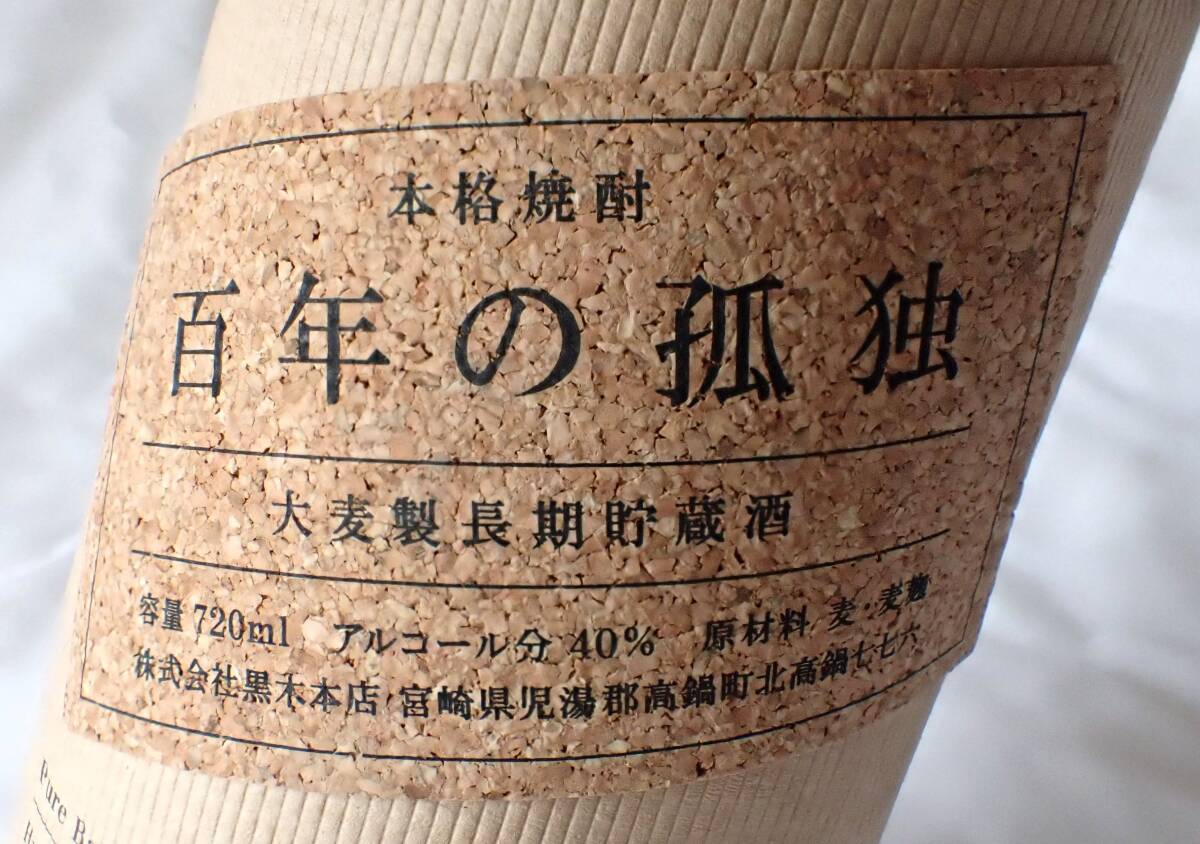 本格焼酎
百年の孤独
大麦製長期貯蔵酒
容量 720ml アルコール分 40% 原材料 麦・麦麹
株式会社黒木本店 宮崎県児湯郡高鍋町北高鍋七七六
Pure